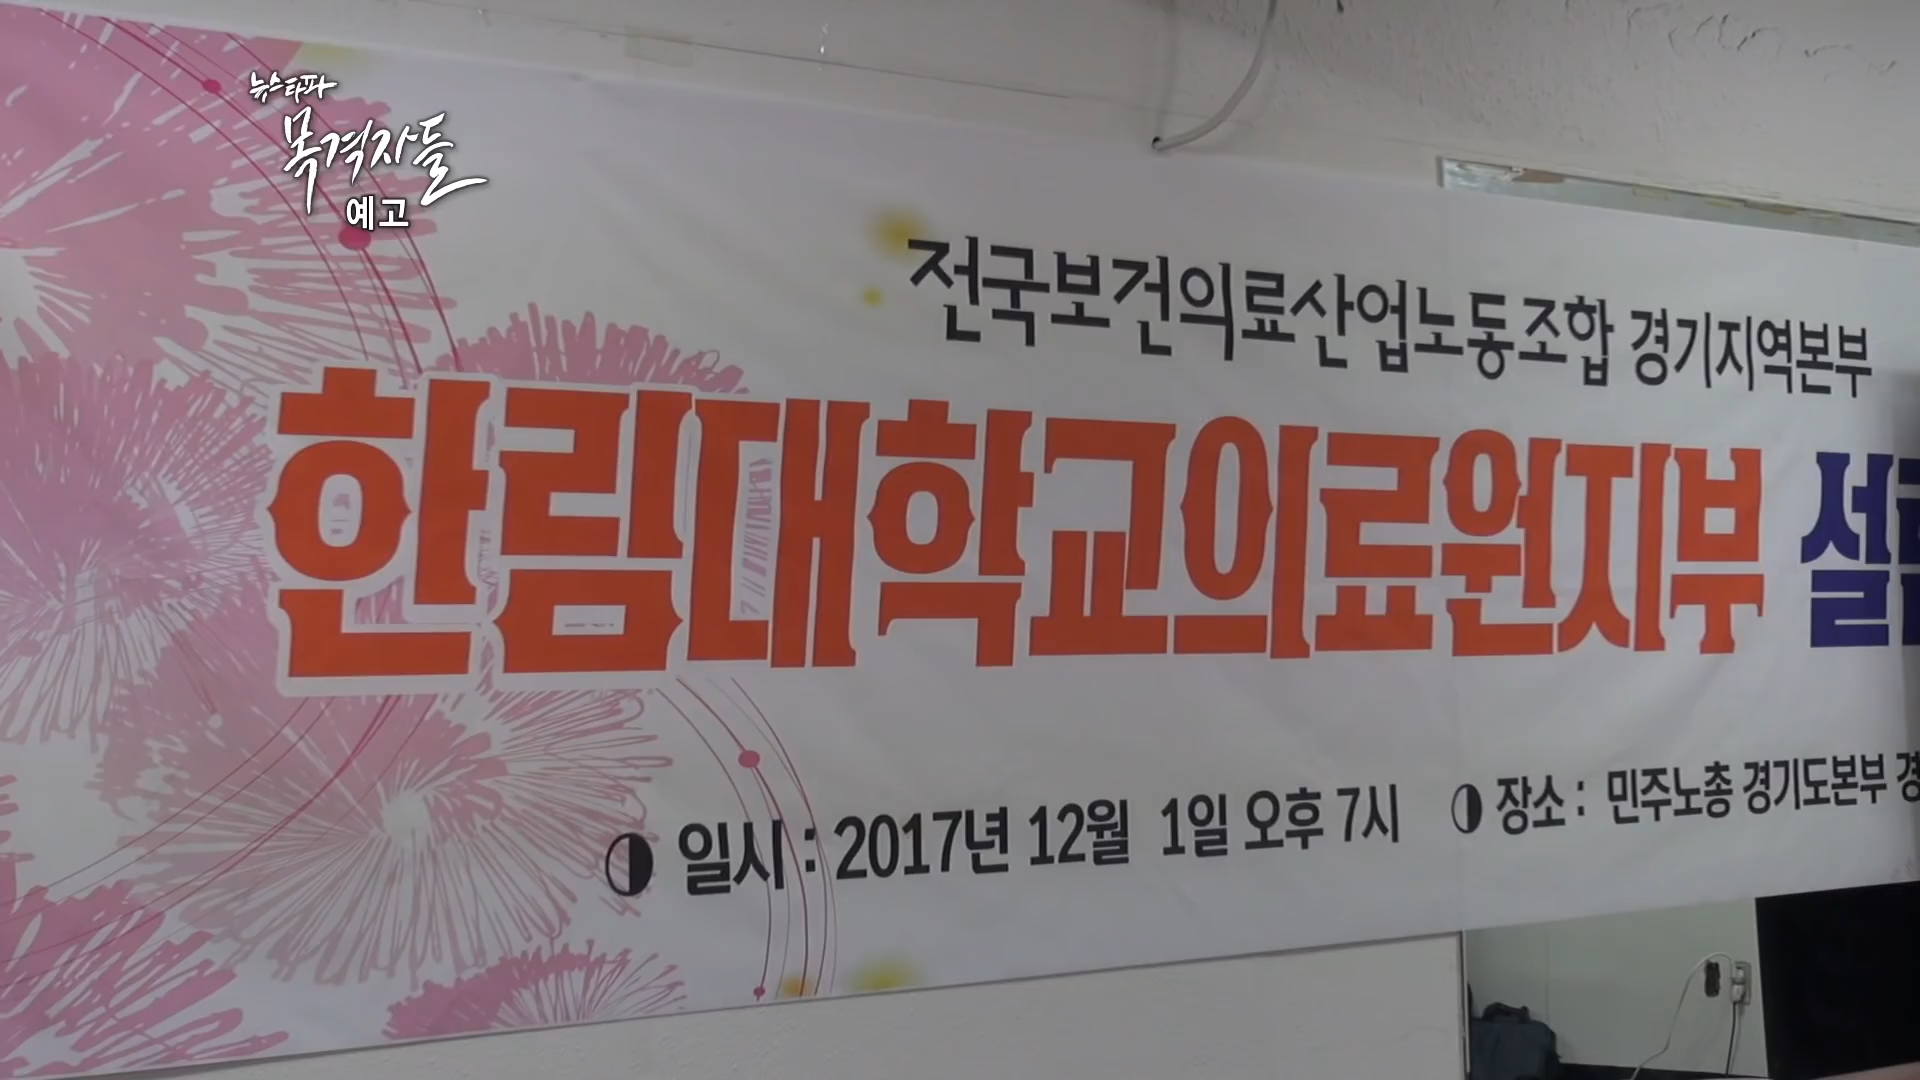 뉴스타파
목격자들
예고
전국보건의료산업노동조합 경기지역본부
한림대학교의료원지부
일시 : 2017년 12월 1일 오후 7시
장소 : 민주노총 경기도본부